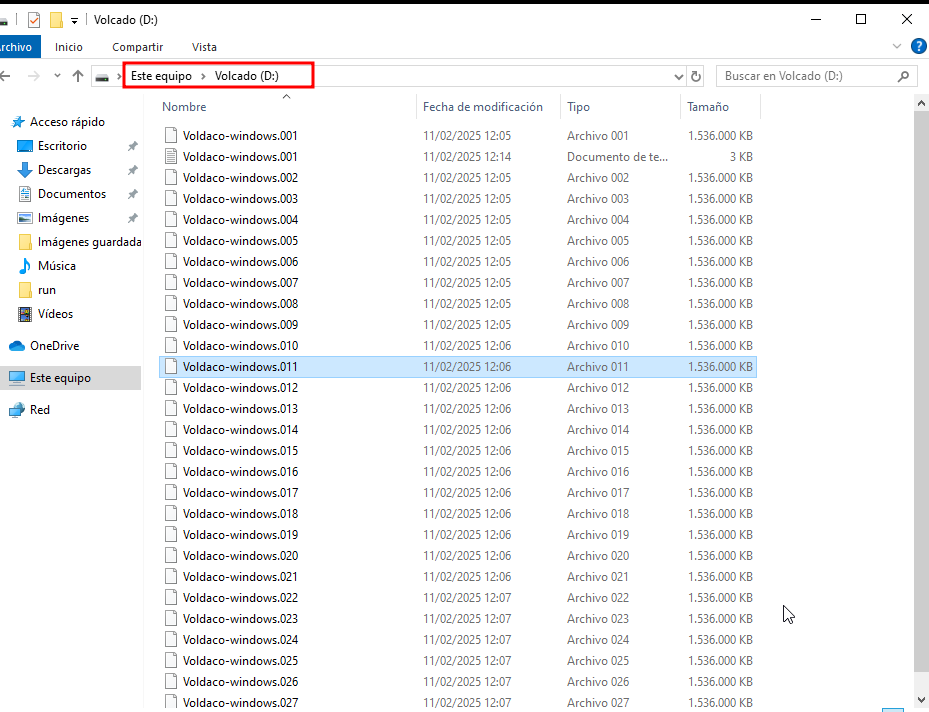 Volcado (D:)
Archivo Inicio Compartir Vista
Este equipo Volcado (D:) Buscar en Volcado (D:)
Nombre Fecha de modificación Tipo Tamaño
Acceso rápido
Escritorio
Descargas
Documentos
Imágenes
Imágenes guardada
Música
run
Vídeos
OneDrive
Este equipo
Red
Voldaco-windows.001 11/02/2025 12:05 Archivo 001 1.536.000 KB
Voldaco-windows.001 11/02/2025 12:14 Documento de te... 3 KB
Voldaco-windows.002 11/02/2025 12:05 Archivo 002 1.536.000 KB
Voldaco-windows.003 11/02/2025 12:05 Archivo 003 1.536.000 KB
Voldaco-windows.004 11/02/2025 12:05 Archivo 004 1.536.000 KB
Voldaco-windows.005 11/02/2025 12:05 Archivo 005 1.536.000 KB
Voldaco-windows.006 11/02/2025 12:05 Archivo 006 1.536.000 KB
Voldaco-windows.007 11/02/2025 12:05 Archivo 007 1.536.000 KB
Voldaco-windows.008 11/02/2025 12:05 Archivo 008 1.536.000 KB
Voldaco-windows.009 11/02/2025 12:05 Archivo 009 1.536.000 KB
Voldaco-windows.010 11/02/2025 12:06 Archivo 010 1.536.000 KB
Voldaco-windows.011 11/02/2025 12:06 Archivo 011 1.536.000 KB
Voldaco-windows.012 11/02/2025 12:06 Archivo 012 1.536.000 KB
Voldaco-windows.013 11/02/2025 12:06 Archivo 013 1.536.000 KB
Voldaco-windows.014 11/02/2025 12:06 Archivo 014 1.536.000 KB
Voldaco-windows.015 11/02/2025 12:06 Archivo 015 1.536.000 KB
Voldaco-windows.016 11/02/2025 12:06 Archivo 016 1.536.000 KB
Voldaco-windows.017 11/02/2025 12:06 Archivo 017 1.536.000 KB
Voldaco-windows.018 11/02/2025 12:06 Archivo 018 1.536.000 KB
Voldaco-windows.019 11/02/2025 12:06 Archivo 019 1.536.000 KB
Voldaco-windows.020 11/02/2025 12:06 Archivo 020 1.536.000 KB
Voldaco-windows.021 11/02/2025 12:06 Archivo 021 1.536.000 KB
Voldaco-windows.022 11/02/2025 12:07 Archivo 022 1.536.000 KB
Voldaco-windows.023 11/02/2025 12:07 Archivo 023 1.536.000 KB
Voldaco-windows.024 11/02/2025 12:07 Archivo 024 1.536.000 KB
Voldaco-windows.025 11/02/2025 12:07 Archivo 025 1.536.000 KB
Voldaco-windows.026 11/02/2025 12:07 Archivo 026 1.536.000 KB
Voldaco-windows.027 11/02/2025 12:07 Archivo 027 1.536.000 KB